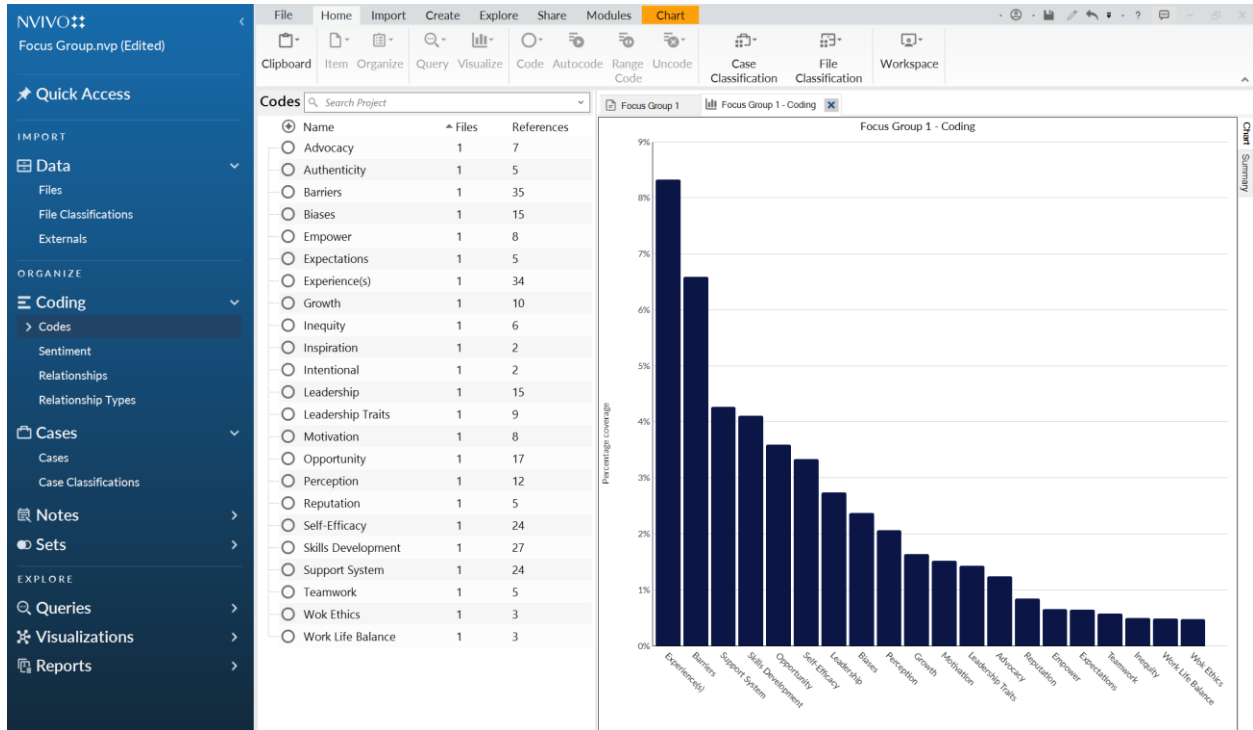 NVIVO
Focus Group.nvp (Edited)
Quick Access
IMPORT
Data
Files
File Classifications
Externals
ORGANIZE
Coding
Codes
Sentiment
Relationships
Relationship Types
Cases
Cases
Case Classifications
Notes
Sets
EXPLORE
Queries
Visualizations
Reports
File Home Import Create Explore Share Modules Chart
Clipboard Item Organize Query Visualize Code Autocode Range Code Uncode Case Classification File Classification Workspace
Codes Search Project
Name Files References
Advocacy 1 7
Authenticity 1 5
Barriers 1 35
Biases 1 15
Empower 1 8
Expectations 1 5
Experience(s) 1 34
Growth 1 10
Inequity 1 6
Inspiration 1 2
Intentional 1 2
Leadership 1 15
Leadership Traits 1 9
Motivation 1 8
Opportunity 1 17
Perception 1 12
Reputation 1 5
Self-Efficacy 1 24
Skills Development 1 27
Support System 1 24
Teamwork 1 5
Wok Ethics 1 3
Work Life Balance 1 3
Focus Group 1 Focus Group 1 - Coding
Focus Group 1 - Coding
9%
8%
7%
6%
5%
4%
3%
2%
1%
0%
Percentage coverage
Experience(s)
Barriers
Support System
Skills Development
Opportunity
Self-Efficacy
Leadership
Biases
Perception
Growth
Motivation
Leadership Traits
Advocacy
Reputation
Empower
Expectations
Teamwork
Inequity
Work Life Balance
Wok Ethics
Chart
Summary